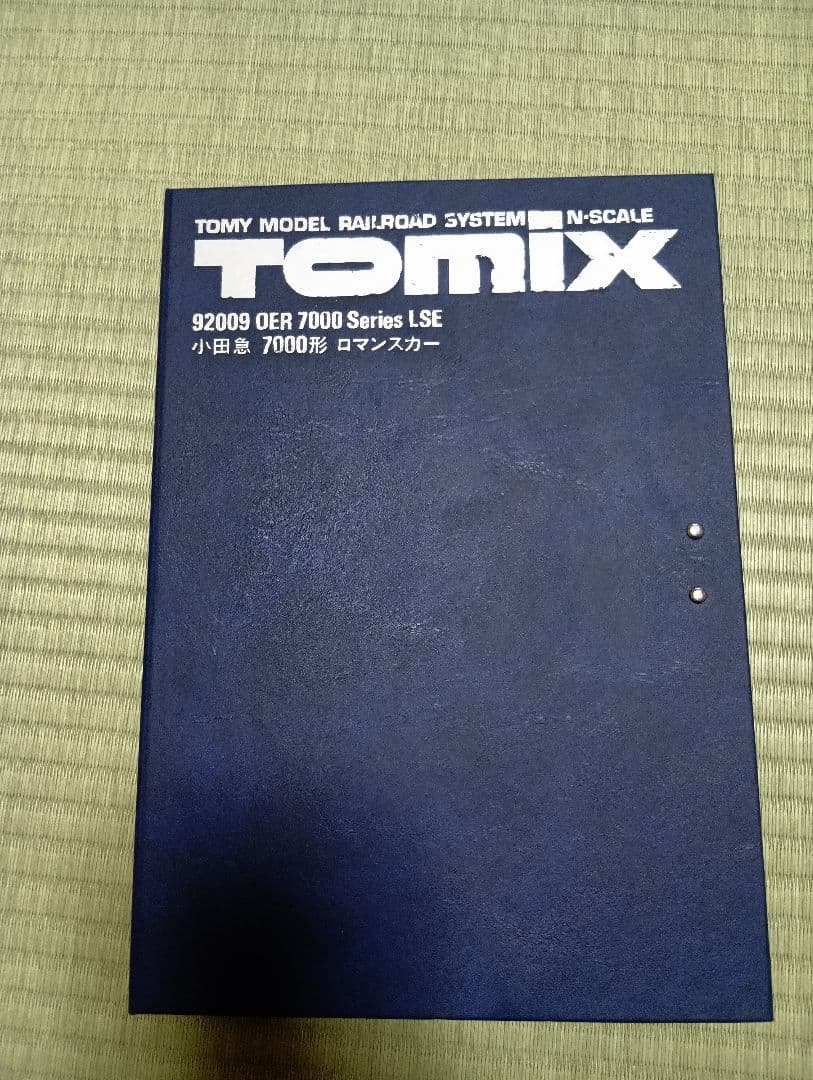 TOMY MODEL RAILROAD SYSTEM N·SCALE
TOMIX
92009 OER 7000 Series LSE
小田急 7000形 ロマンスカー